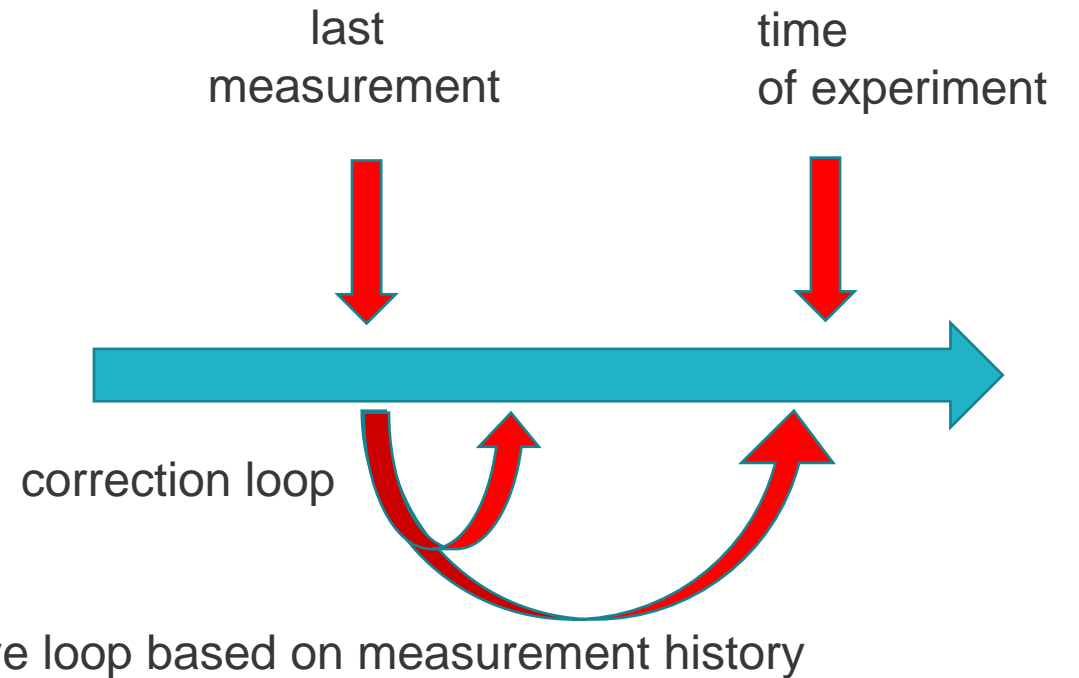 last
measurement
time
of experiment
correction loop
loop based on measurement history